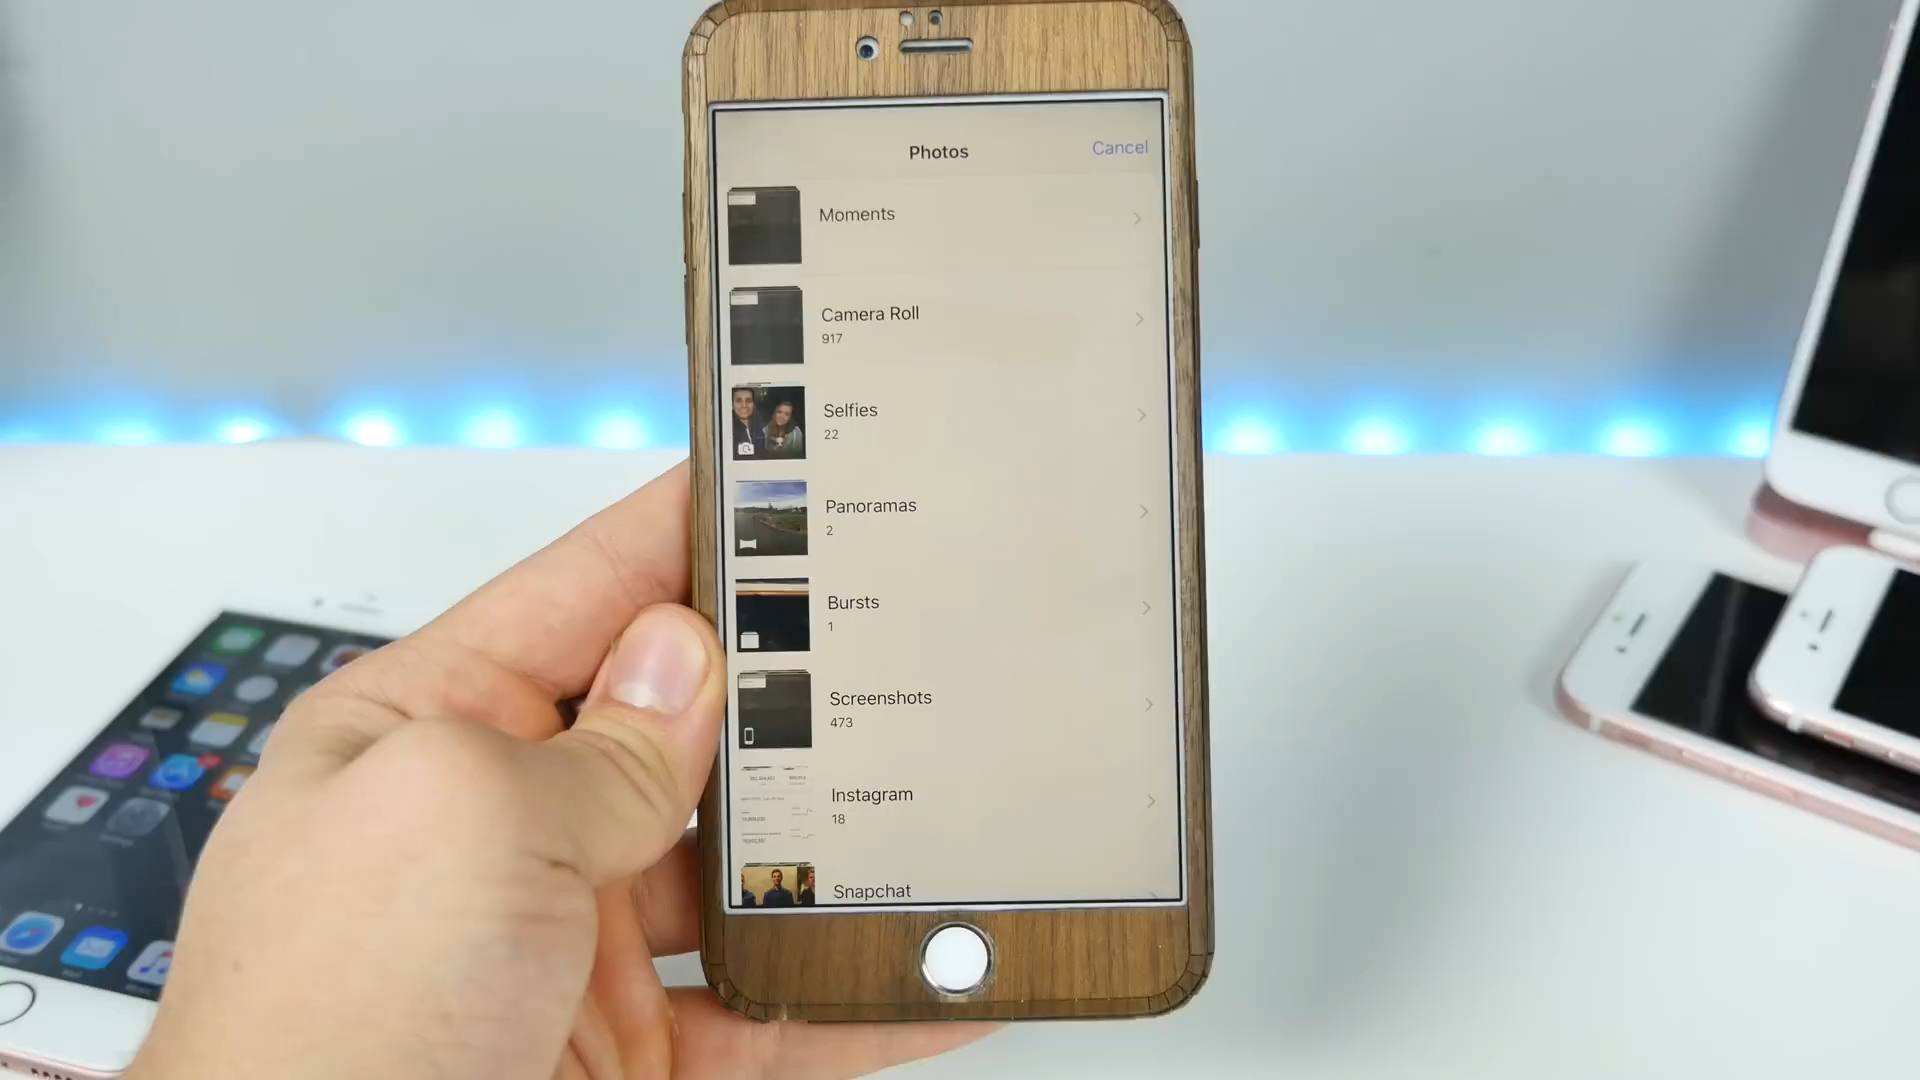 Photos
Cancel
Moments
Camera Roll
917
Selfies
22
Panoramas
2
Bursts
1
Screenshots
473
Instagram
18
Snapchat